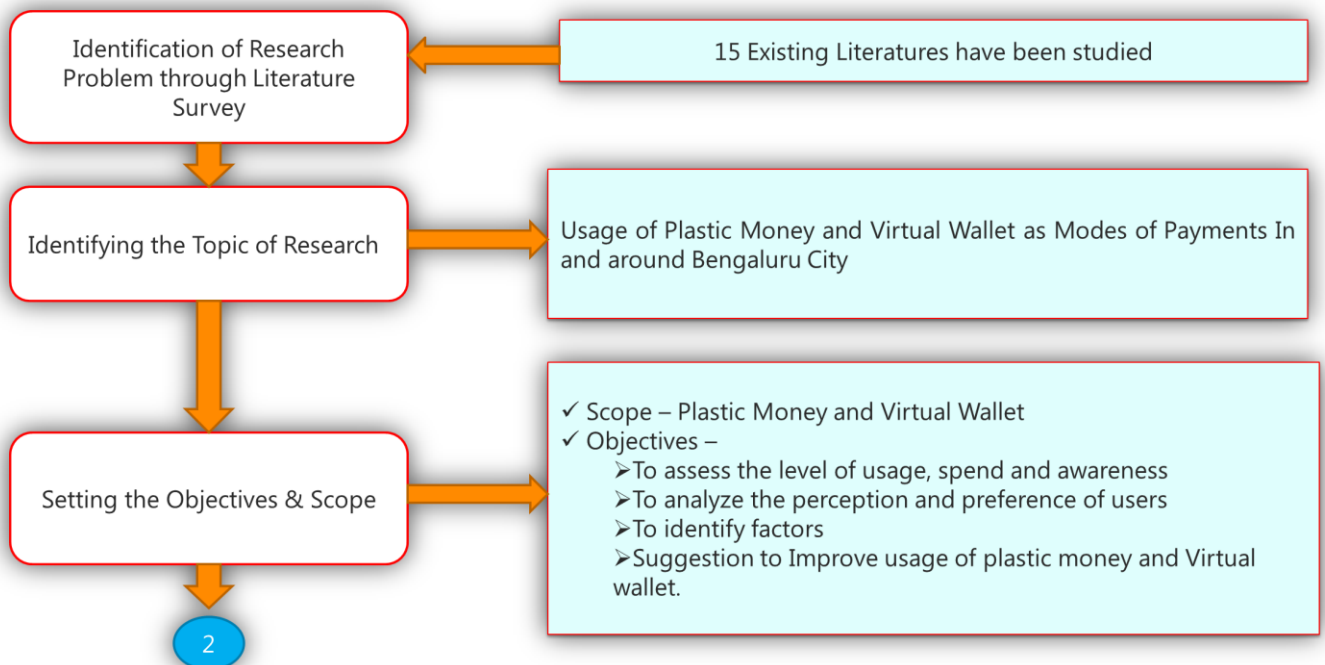 Identification of Research
Problem through Literature
Survey
15 Existing Literatures have been studied
Identifying the Topic of Research
Usage of Plastic Money and Virtual Wallet as Modes of Payments In
and around Bengaluru City
Setting the Objectives & Scope
✓ Scope – Plastic Money and Virtual Wallet
✓ Objectives –
➢To assess the level of usage, spend and awareness
➢To analyze the perception and preference of users
➢To identify factors
➢Suggestion to Improve usage of plastic money and Virtual
wallet.
2